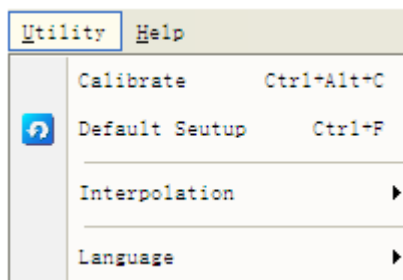 Utility Help
Calibrate Ctrl+Alt+C
Default Seutup Ctrl+F
Interpolation
Language